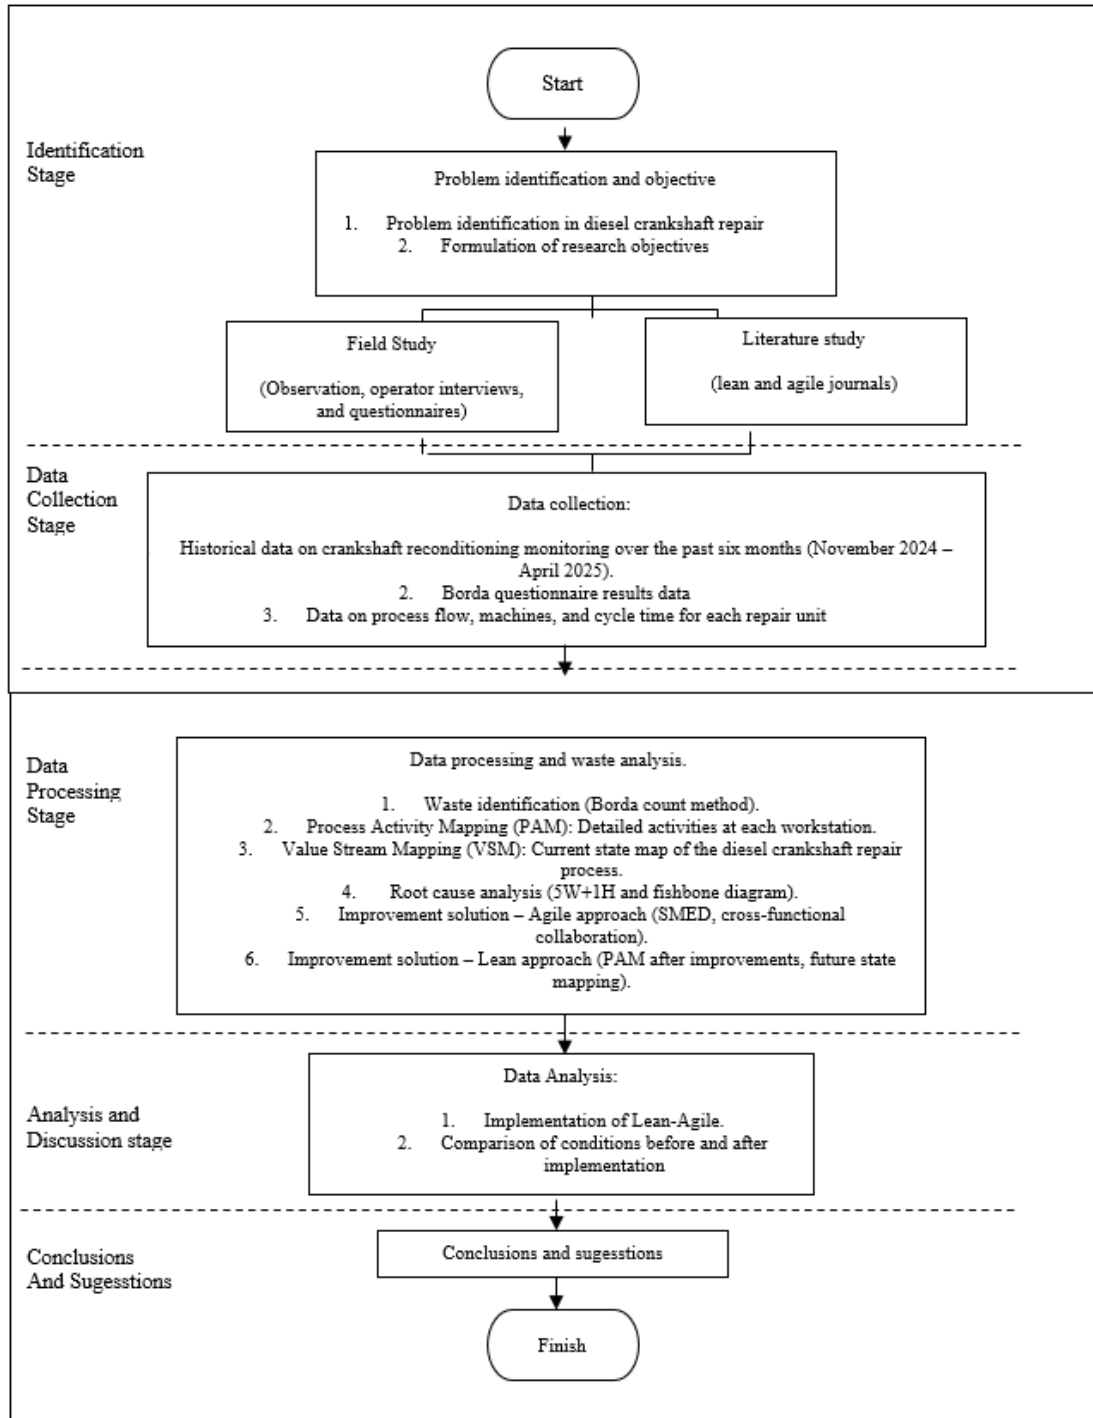 Start
Identification
Stage
Problem identification and objective
1. Problem identification in diesel crankshaft repair
2. Formulation of research objectives
Field Study
(Observation, operator interviews,
and questionnaires)
Literature study
(lean and agile journals)
Data
Collection
Stage
Data collection:
Historical data on crankshaft reconditioning monitoring over the past six months (November 2024 –
April 2025).
2. Borda questionnaire results data
3. Data on process flow, machines, and cycle time for each repair unit
Data
Processing
Stage
Data processing and waste analysis.
1. Waste identification (Borda count method).
2. Process Activity Mapping (PAM): Detailed activities at each workstation.
3. Value Stream Mapping (VSM): Current state map of the diesel crankshaft repair
process.
4. Root cause analysis (5W+1H and fishbone diagram).
5. Improvement solution – Agile approach (SMED, cross-functional
collaboration).
6. Improvement solution – Lean approach (PAM after improvements, future state
mapping).
Analysis and
Discussion stage
Data Analysis:
1. Implementation of Lean-Agile.
2. Comparison of conditions before and after
implementation
Conclusions
And Sugesstions
Conclusions and sugesstions
Finish